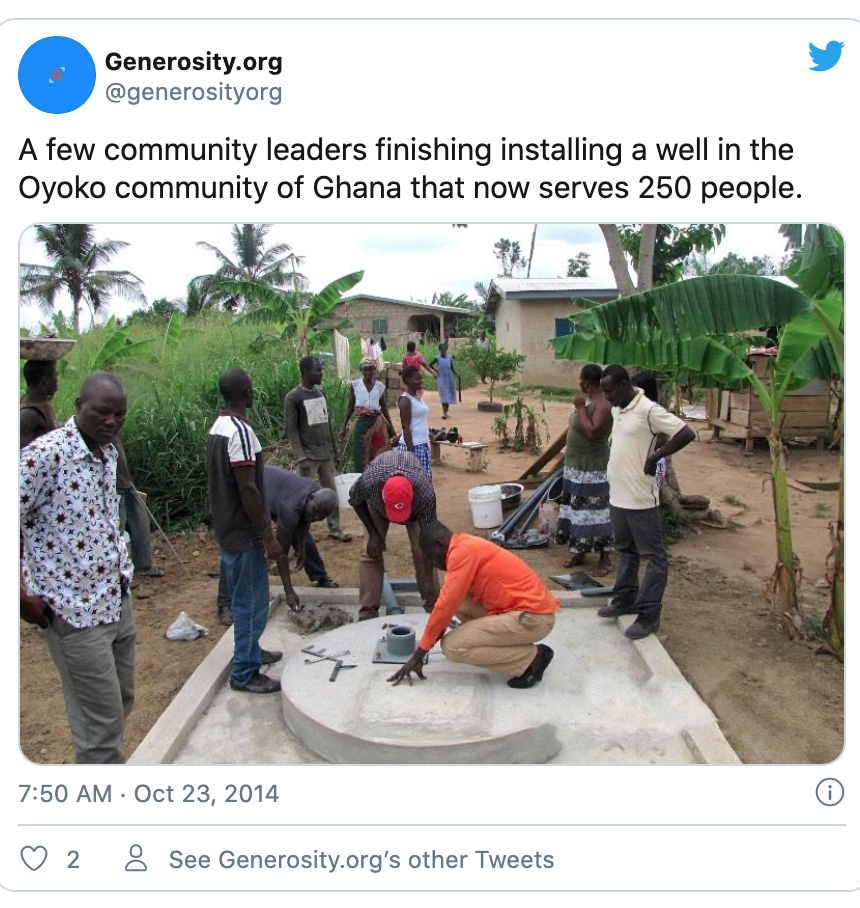 Generosity.org
@generosityorg
A few community leaders finishing installing a well in the
Oyoko community of Ghana that now serves 250 people.
7:50 AM · Oct 23, 2014
2
See Generosity.org’s other Tweets